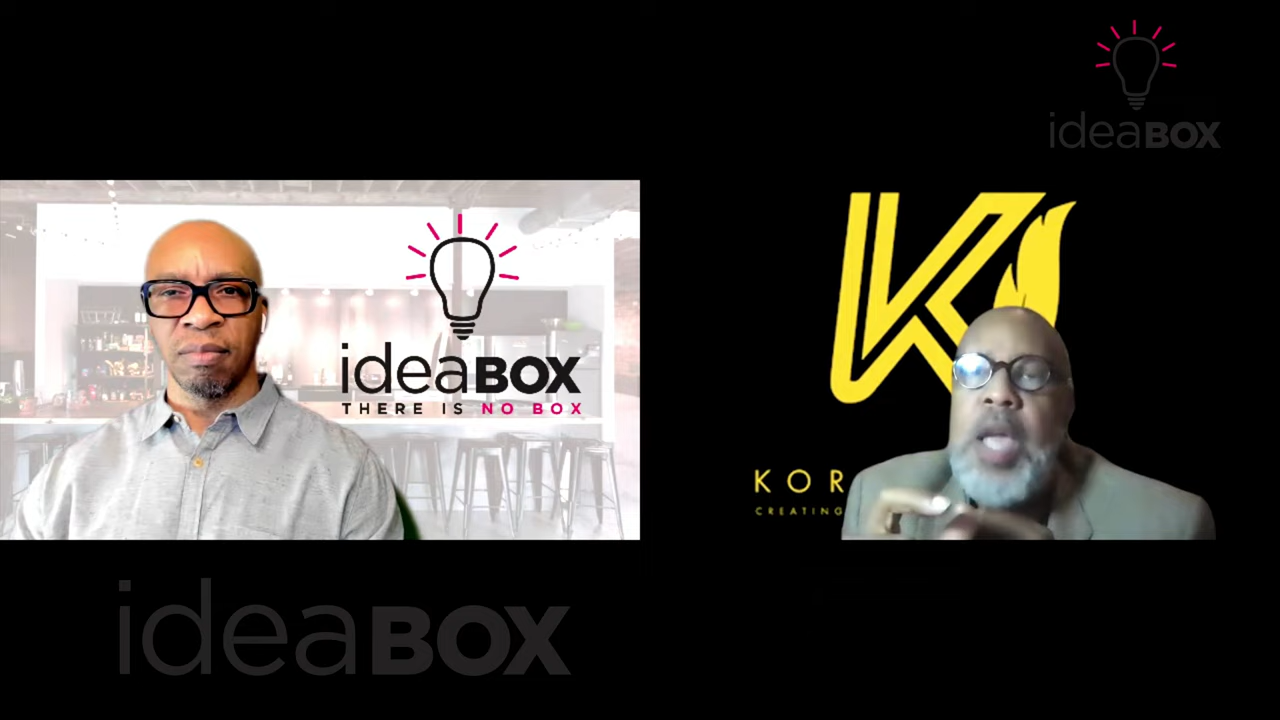 ideaBOX
ideaBOX
THERE IS NO BOX
K
KOR
CREATING
ideaBOX